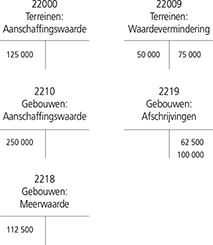 22000
Terreinen:
Aanschaffingswaarde
125 000
22009
Terreinen:
Waardevermindering
50 000 75 000
2210
Gebouwen:
Aanschaffingswaarde
250 000
2219
Gebouwen:
Afschrijvingen
62 500
100 000
2218
Gebouwen:
Meerwaarde
112 500